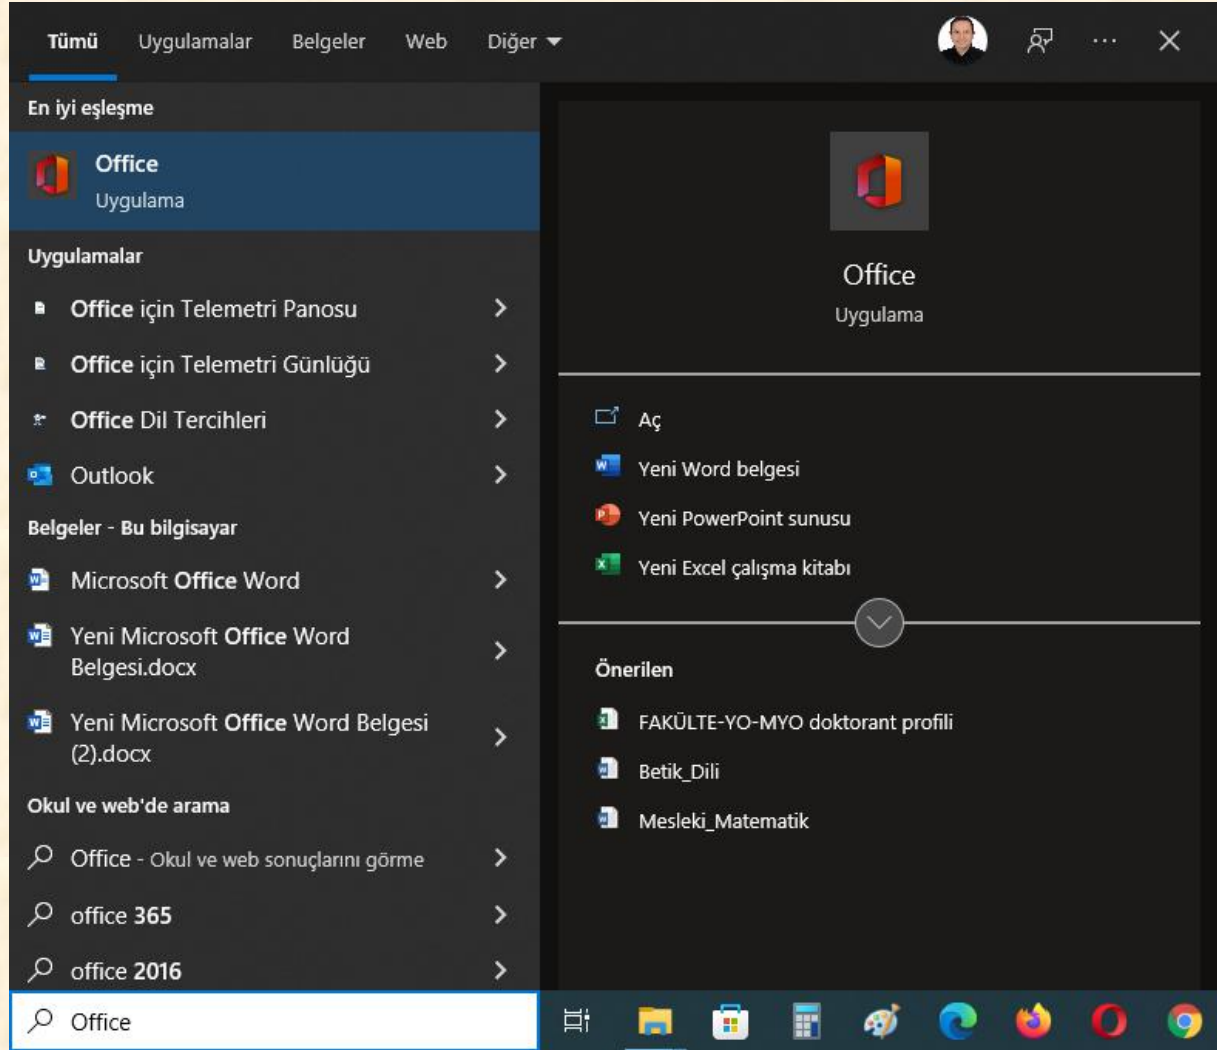 Tümü Uygulamalar Belgeler Web Diğer
En iyi eşleşme
Office
Uygulama
Uygulamalar
Office için Telemetri Panosu
Office için Telemetri Günlüğü
Office Dil Tercihleri
Outlook
Belgeler - Bu bilgisayar
Microsoft Office Word
Yeni Microsoft Office Word
Belgesi.docx
Yeni Microsoft Office Word Belgesi
(2).docx
Okul ve web'de arama
Office - Okul ve web sonuçlarını görme
office 365
office 2016
Office
Office
Uygulama
Aç
Yeni Word belgesi
Yeni PowerPoint sunusu
Yeni Excel çalışma kitabı
Önerilen
FAKÜLTE-YO-MYO doktorant profili
Betik_Dili
Mesleki_Matematik